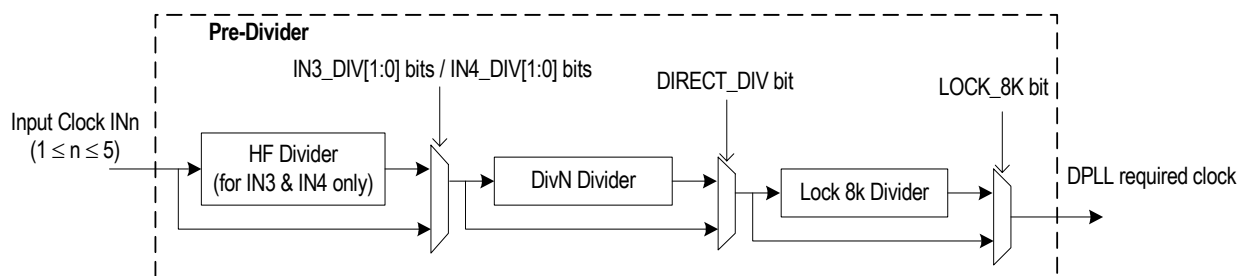 Pre-Divider
IN3_DIV[1:0] bits / IN4_DIV[1:0] bits
DIRECT_DIV bit
LOCK_8K bit
Input Clock INn
(1 ≤ n ≤ 5)
HF Divider
(for IN3 & IN4 only)
DivN Divider
Lock 8k Divider
DPLL required clock